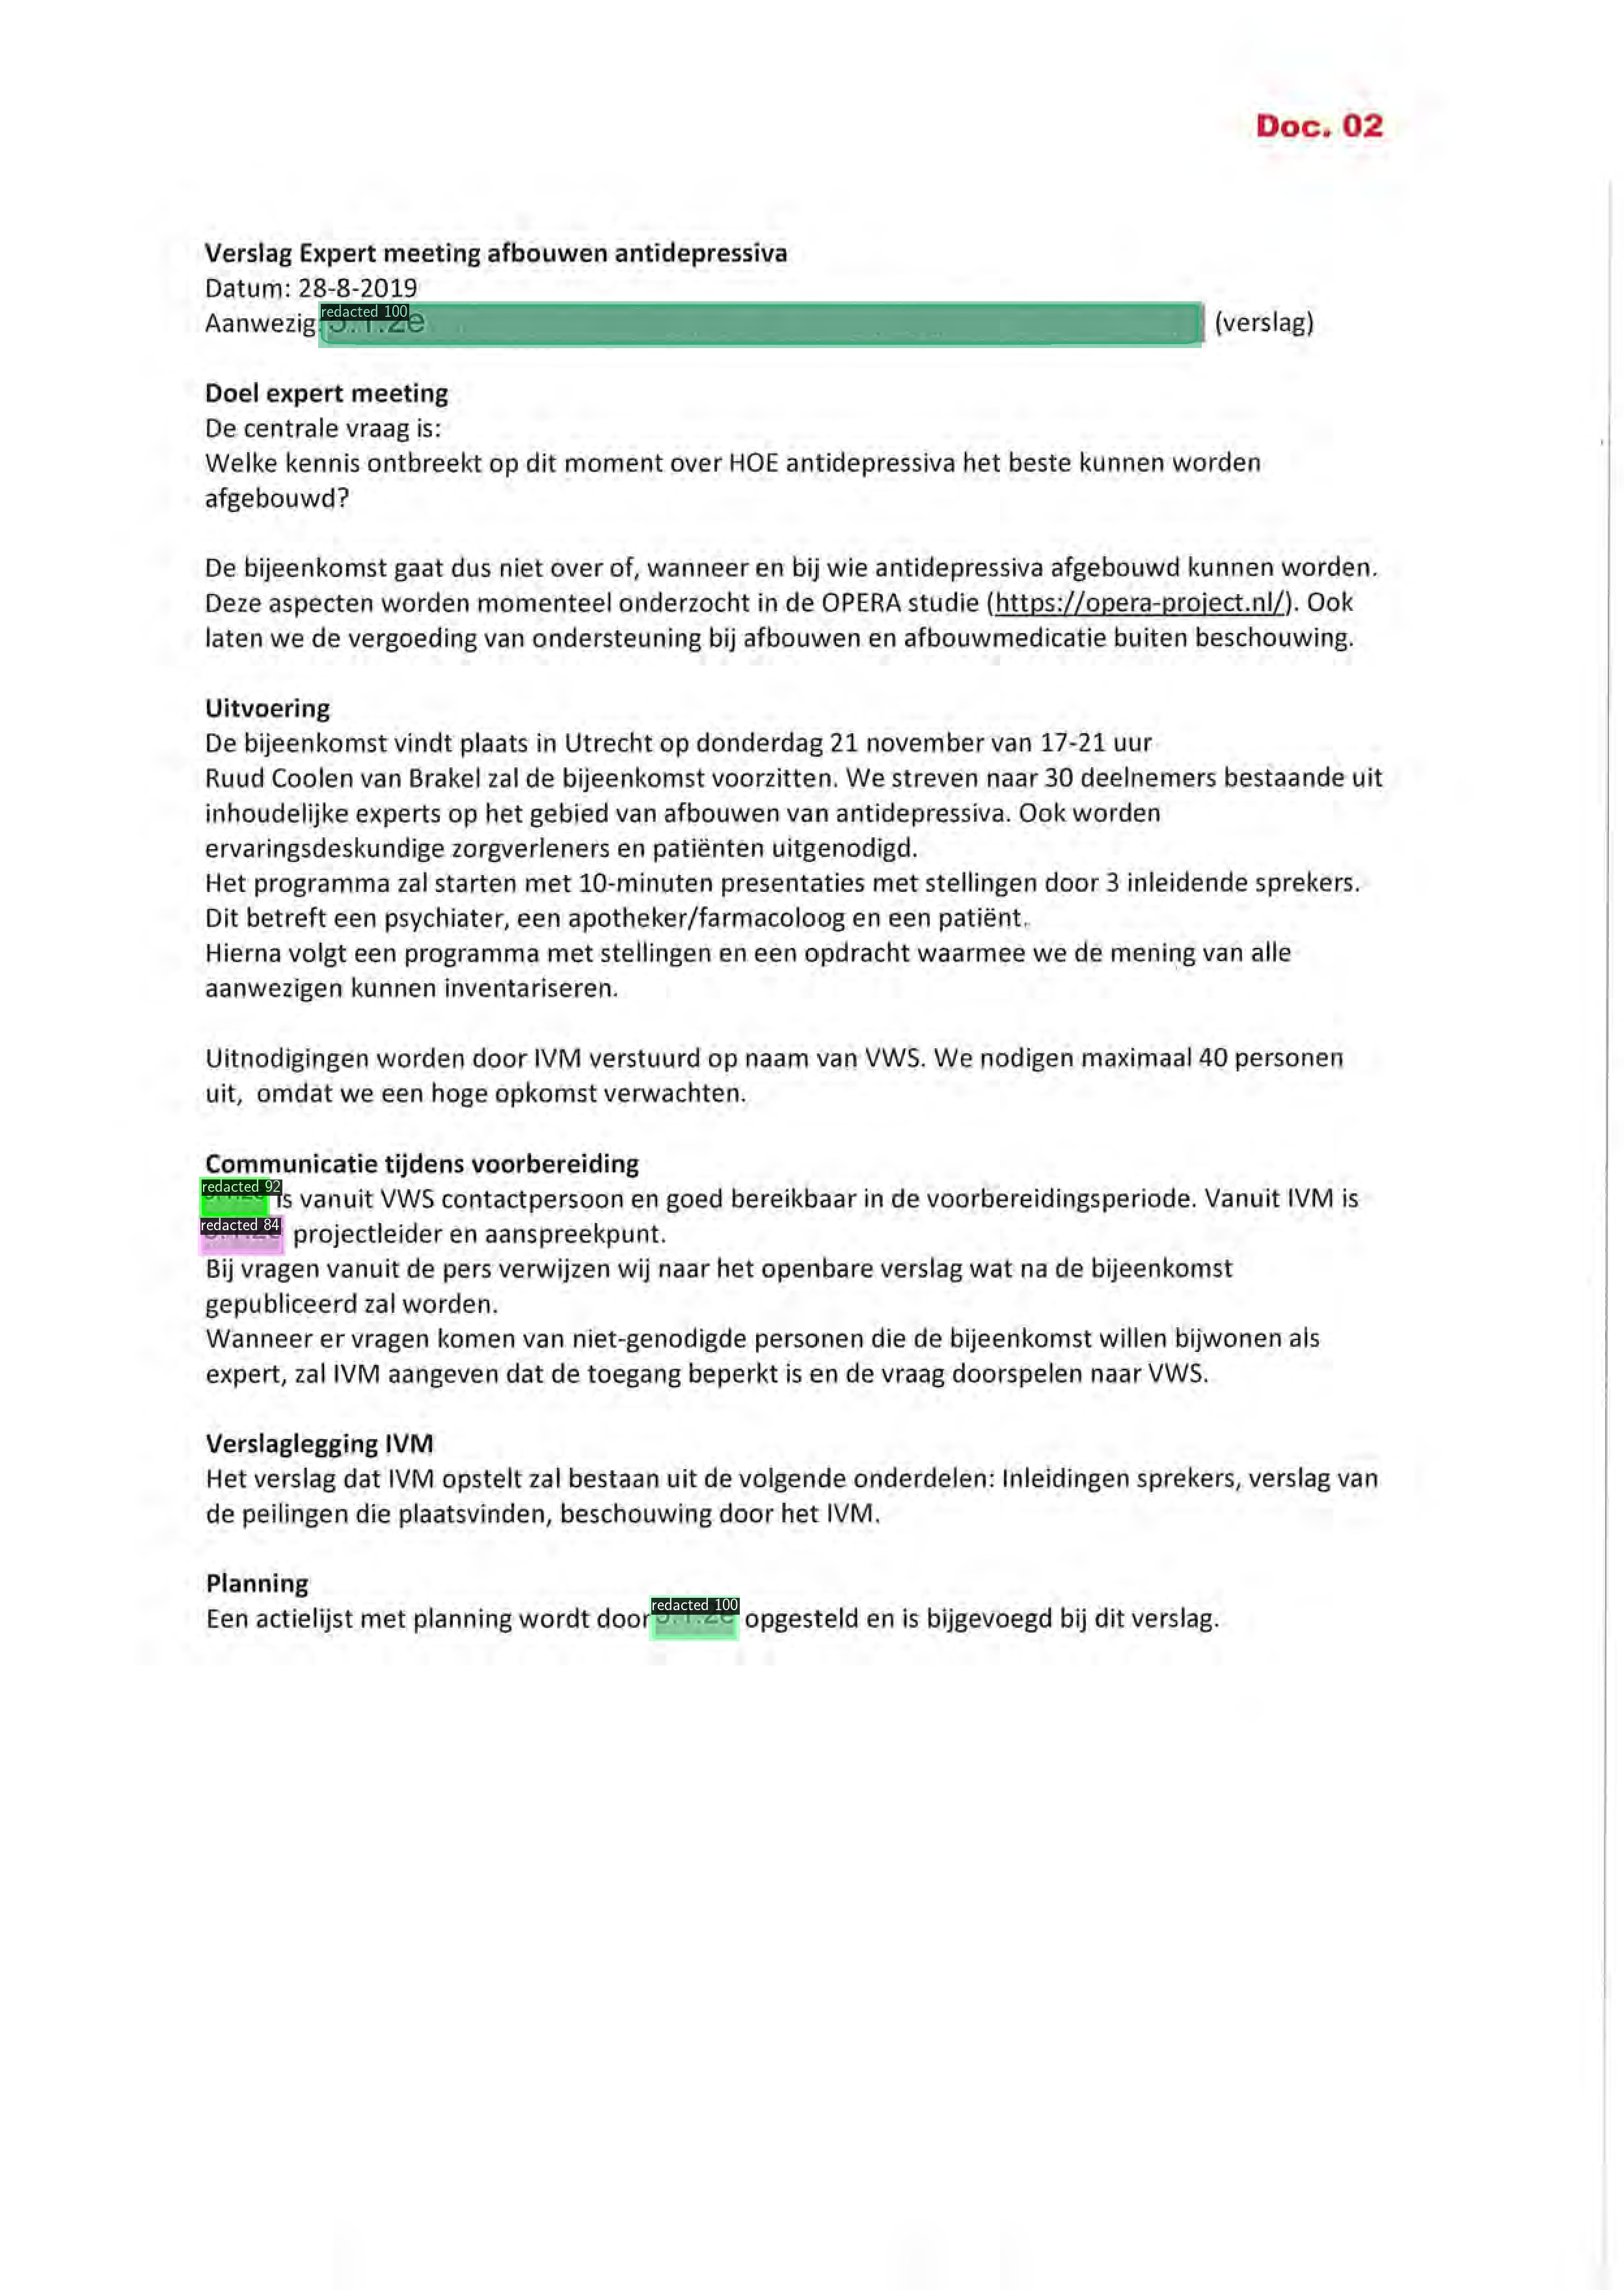 Doc. 02
Verslag Expert meeting afbouwen antidepressiva
Datum: 28-8-2019
Aanwezig: redacted 100 5.1.2e (verslag)
Doel expert meeting
De centrale vraag is:
Welke kennis ontbreekt op dit moment over HOE antidepressiva het beste kunnen worden
afgebouwd?
De bijeenkomst gaat dus niet over of, wanneer en bij wie antidepressiva afgebouwd kunnen worden.
Deze aspecten worden momenteel onderzocht in de OPERA studie (https://opera-project.nl/). Ook
laten we de vergoeding van ondersteuning bij afbouwen en afbouwmedicatie buiten beschouwing.
Uitvoering
De bijeenkomst vindt plaats in Utrecht op donderdag 21 november van 17-21 uur
Ruud Coolen van Brakel zal de bijeenkomst voorzitten. We streven naar 30 deelnemers bestaande uit
inhoudelijke experts op het gebied van afbouwen van antidepressiva. Ook worden
ervaringsdeskundige zorgverleners en patiënten uitgenodigd.
Het programma zal starten met 10-minuten presentaties met stellingen door 3 inleidende sprekers.
Dit betreft een psychiater, een apotheker/farmacoloog en een patiënt.
Hierna volgt een programma met stellingen en een opdracht waarmee we de mening van alle
aanwezigen kunnen inventariseren.
Uitnodigingen worden door IVM verstuurd op naam van VWS. We nodigen maximaal 40 personen
uit, omdat we een hoge opkomst verwachten.
Communicatie tijdens voorbereiding
redacted 92 is vanuit VWS contactpersoon en goed bereikbaar in de voorbereidingsperiode. Vanuit IVM is
redacted 84 projectleider en aanspreekpunt.
Bij vragen vanuit de pers verwijzen wij naar het openbare verslag wat na de bijeenkomst
gepubliceerd zal worden.
Wanneer er vragen komen van niet-genodigde personen die de bijeenkomst willen bijwonen als
expert, zal IVM aangeven dat de toegang beperkt is en de vraag doorspelen naar VWS.
Verslaglegging IVM
Het verslag dat IVM opstelt zal bestaan uit de volgende onderdelen: Inleidingen sprekers, verslag van
de peilingen die plaatsvinden, beschouwing door het IVM.
Planning
Een actielijst met planning wordt door redacted 100 opgesteld en is bijgevoegd bij dit verslag.